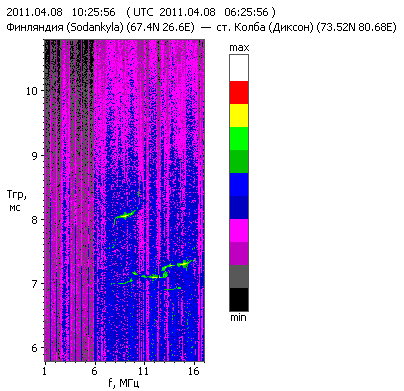 2011.04.08 10:25:56 ( UTC 2011.04.08 06:25:56 )
Финляндия (Sodankyla) (67.4N 26.6E) — ст. Колба (Диксон) (73.52N 80.68E)
max
10
9
Tгр,
мс
8
7
6
min
1 6 11 16
f, МГц